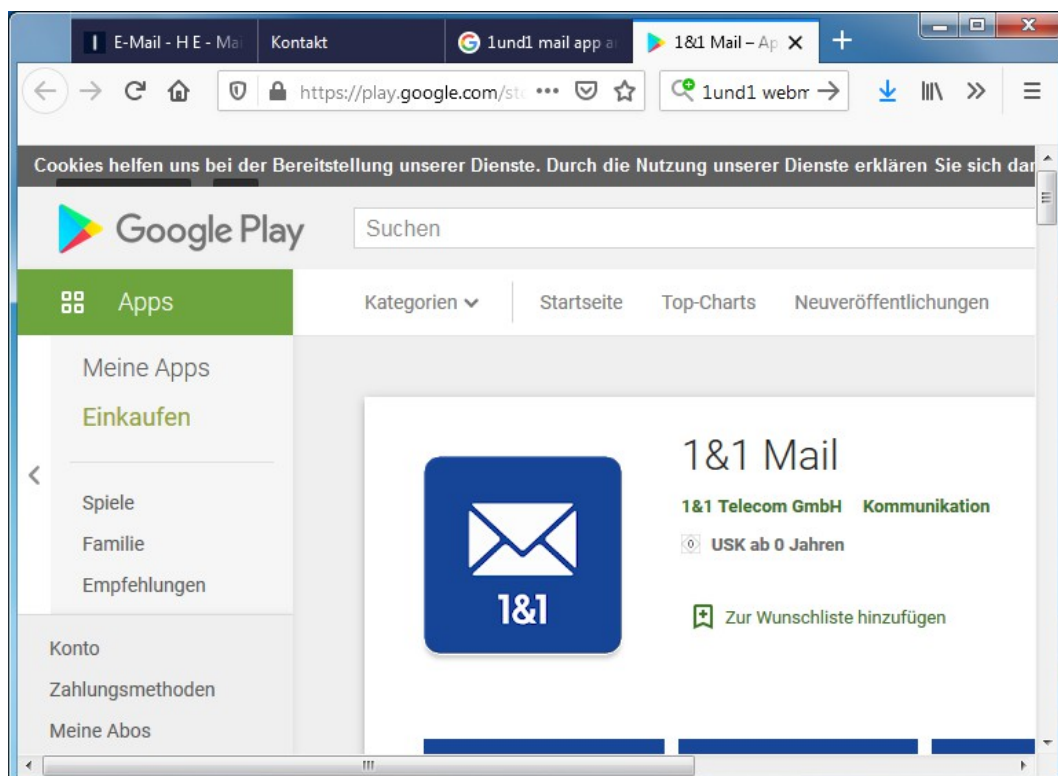 E-Mail - H E - Mai Kontakt 1und1 mail app a 1&1 Mail – Ap
https://play.google.com/st 1und1 webm
Cookies helfen uns bei der Bereitstellung unserer Dienste. Durch die Nutzung unserer Dienste erklären Sie sich dar
Google Play Suchen
Apps Kategorien Startseite Top-Charts Neuveröffentlichungen
Meine Apps
Einkaufen
Spiele
Familie
Empfehlungen
Konto
Zahlungsmethoden
Meine Abos
1&1
1&1 Mail
1&1 Telecom GmbH Kommunikation
0 USK ab 0 Jahren
Zur Wunschliste hinzufügen